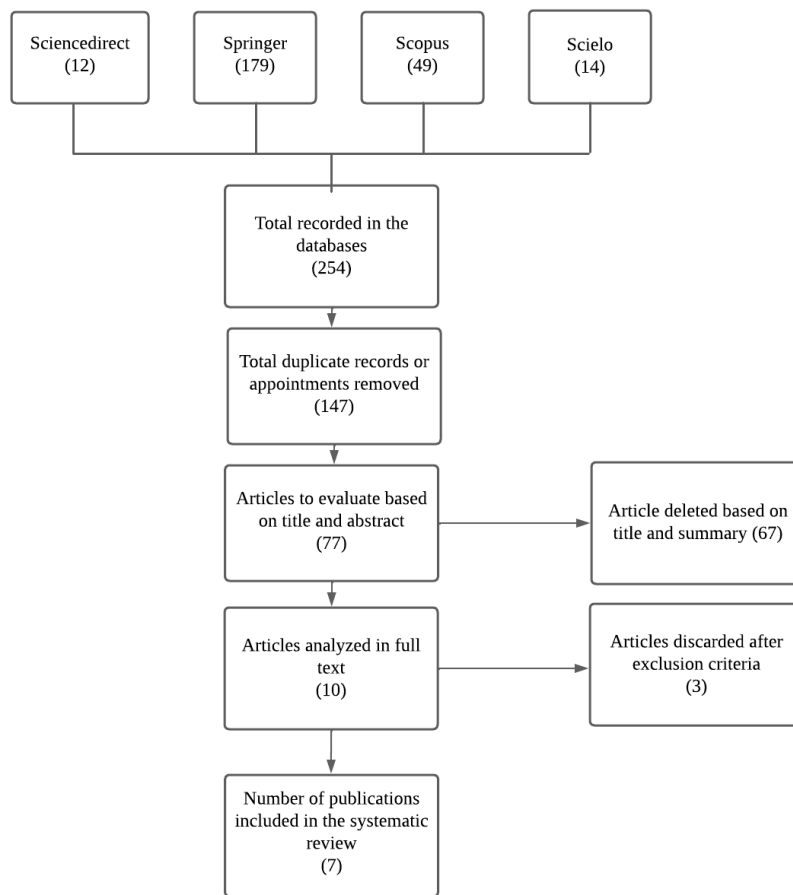 Sciencedirect
(12)
Springer
(179)
Scopus
(49)
Scielo
(14)
Total recorded in the
databases
(254)
Total duplicate records or
appointments removed
(147)
Articles to evaluate based
on title and abstract
(77)
Article deleted based on
title and summary (67)
Articles analyzed in full
text
(10)
Articles discarded after
exclusion criteria
(3)
Number of publications
included in the systematic
review
(7)